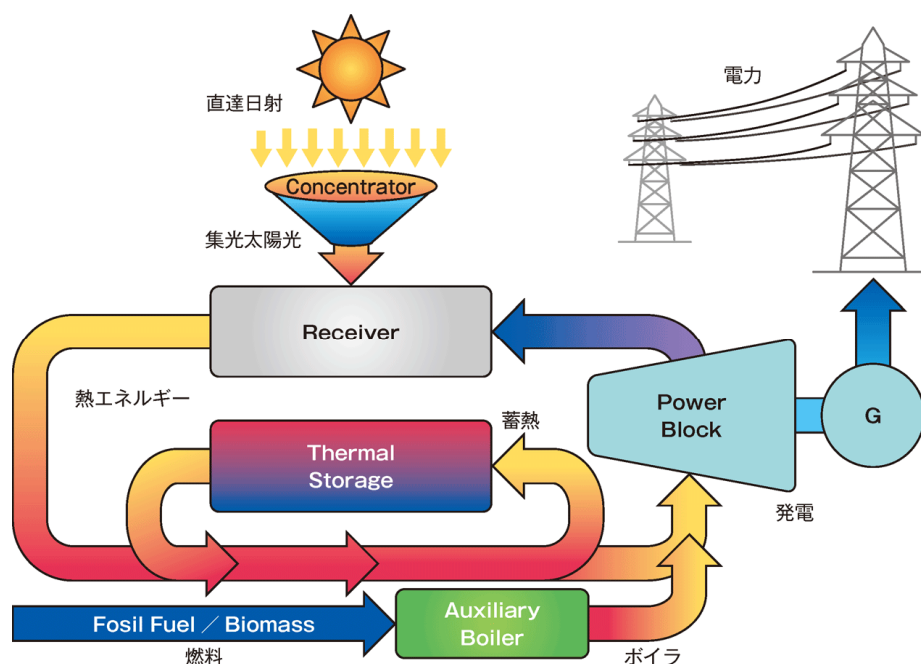 直達日射
電力
Concentrator
集光太陽光
Receiver
熱エネルギー
蓄熱
Thermal
Storage
Power
Block
G
発電
Fosil Fuel / Biomass
燃料
Auxiliary
Boiler
ボイラ